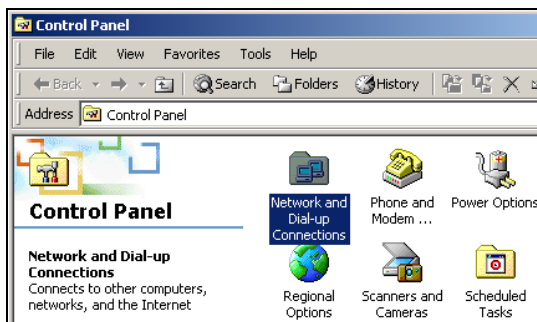 Control Panel
File Edit View Favorites Tools Help
Back Search Folders History
Address Control Panel
Control Panel
Network and Dial-up
Connections
Connects to other computers,
networks, and the Internet
Network and
Dial-up
Connections
Phone and
Modem ...
Power Options
Regional
Options
Scanners and
Cameras
Scheduled
Tasks